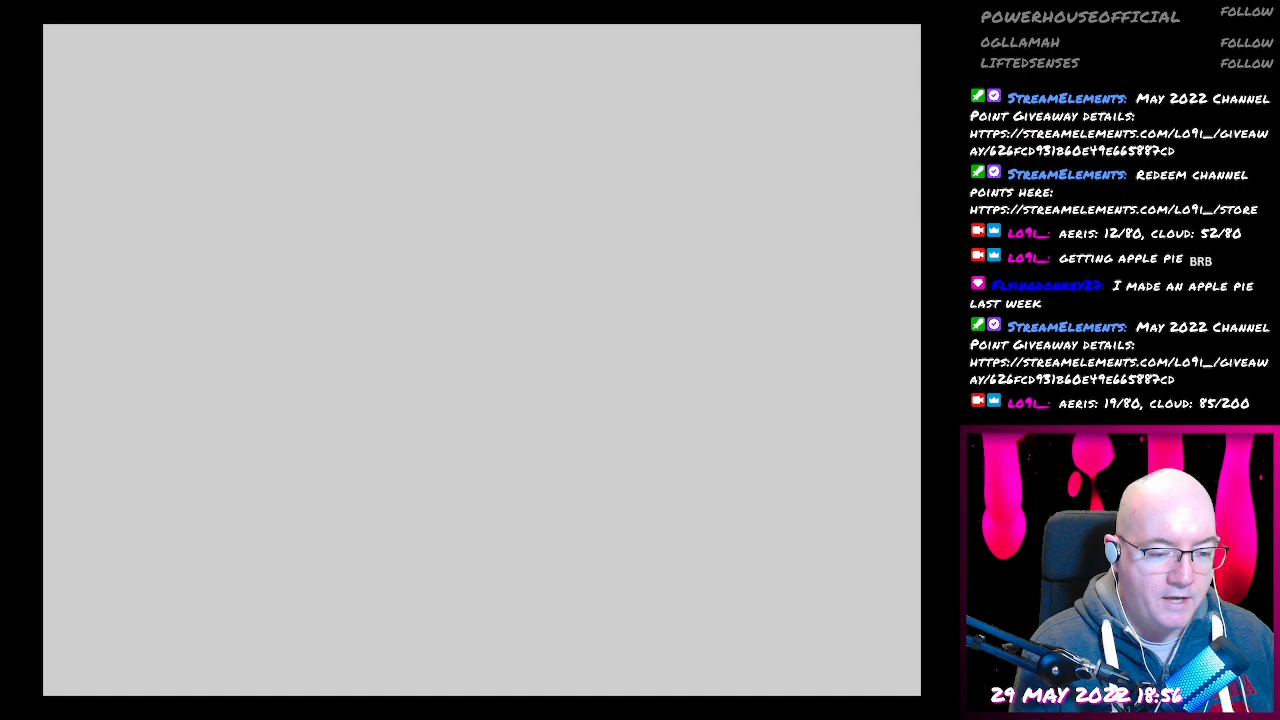 POWERHOUSEOFFICIAL FOLLOW
OGLLAMAH FOLLOW
LIFTEDSENSES FOLLOW
StreamElements: May 2022 Channel
Point Giveaway details:
https://streamelements.com/lo9i_/giveaw
ay/626fcd931b60e49e665887cd
StreamElements: Redeem channel
points here:
https://streamelements.com/lo9i_/store
lo9i_: aeris: 12/80, cloud: 52/80
lo9i_: getting apple pie BRB
Flyingdonkey27: I made an apple pie
last week
StreamElements: May 2022 Channel
Point Giveaway details:
https://streamelements.com/lo9i_/giveaw
ay/626fcd931b60e49e665887cd
lo9i_: aeris: 19/80, cloud: 85/200
29 MAY 2022 18:56